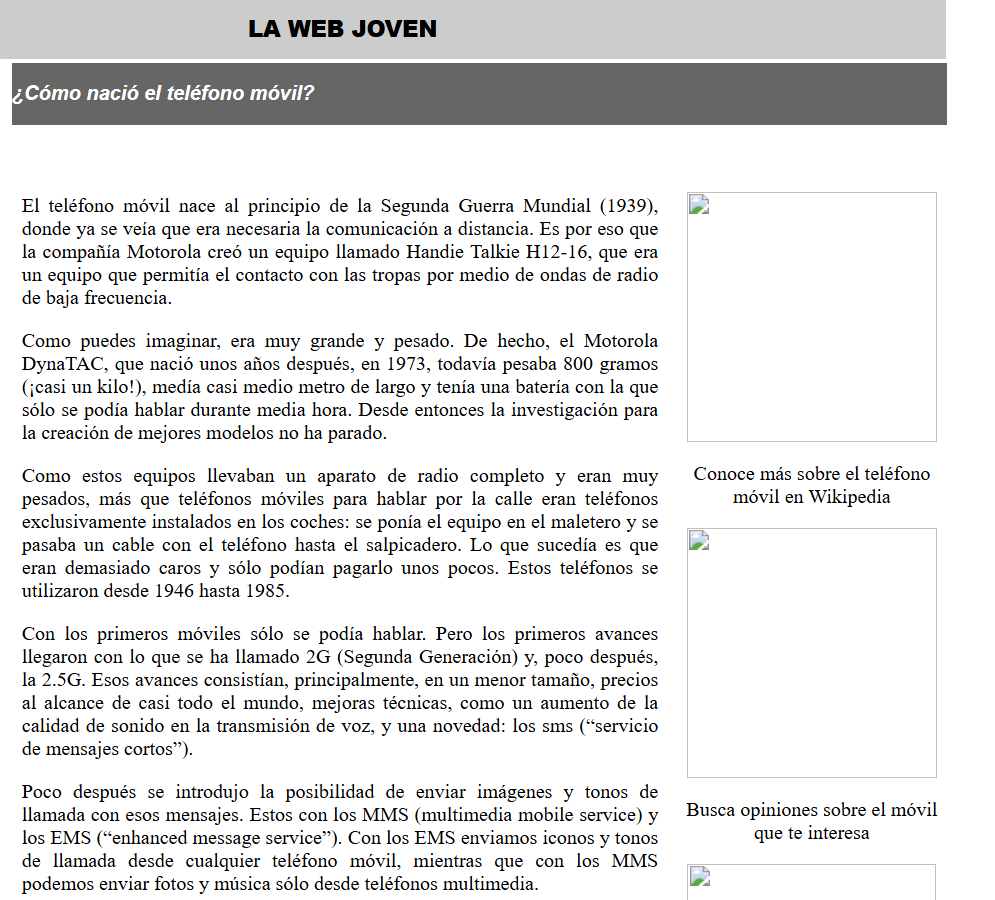 LA WEB JOVEN
¿Cómo nació el teléfono móvil?
El teléfono móvil nace al principio de la Segunda Guerra Mundial (1939),
donde ya se veía que era necesaria la comunicación a distancia. Es por eso que
la compañía Motorola creó un equipo llamado Handie Talkie H12-16, que era
un equipo que permitía el contacto con las tropas por medio de ondas de radio
de baja frecuencia.
Como puedes imaginar, era muy grande y pesado. De hecho, el Motorola
DynaTAC, que nació unos años después, en 1973, todavía pesaba 800 gramos
(¡casi un kilo!), medía casi medio metro de largo y tenía una batería con la que
sólo se podía hablar durante media hora. Desde entonces la investigación para
la creación de mejores modelos no ha parado.
Como estos equipos llevaban un aparato de radio completo y eran muy
pesados, más que teléfonos móviles para hablar por la calle eran teléfonos
exclusivamente instalados en los coches: se ponía el equipo en el maletero y se
pasaba un cable con el teléfono hasta el salpicadero. Lo que sucedía es que
eran demasiado caros y sólo podían pagarlo unos pocos. Estos teléfonos se
utilizaron desde 1946 hasta 1985.
Con los primeros móviles sólo se podía hablar. Pero los primeros avances
llegaron con lo que se ha llamado 2G (Segunda Generación) y, poco después,
la 2.5G. Esos avances consistían, principalmente, en un menor tamaño, precios
al alcance de casi todo el mundo, mejoras técnicas, como un aumento de la
calidad de sonido en la transmisión de voz, y una novedad: los sms (“servicio
de mensajes cortos”).
Poco después se introdujo la posibilidad de enviar imágenes y tonos de
llamada con esos mensajes. Estos con los MMS (multimedia mobile service) y
los EMS (“enhanced message service”). Con los EMS enviamos iconos y tonos
de llamada desde cualquier teléfono móvil, mientras que con los MMS
podemos enviar fotos y música sólo desde teléfonos multimedia.
Conoce más sobre el teléfono
móvil en Wikipedia
Busca opiniones sobre el móvil
que te interesa